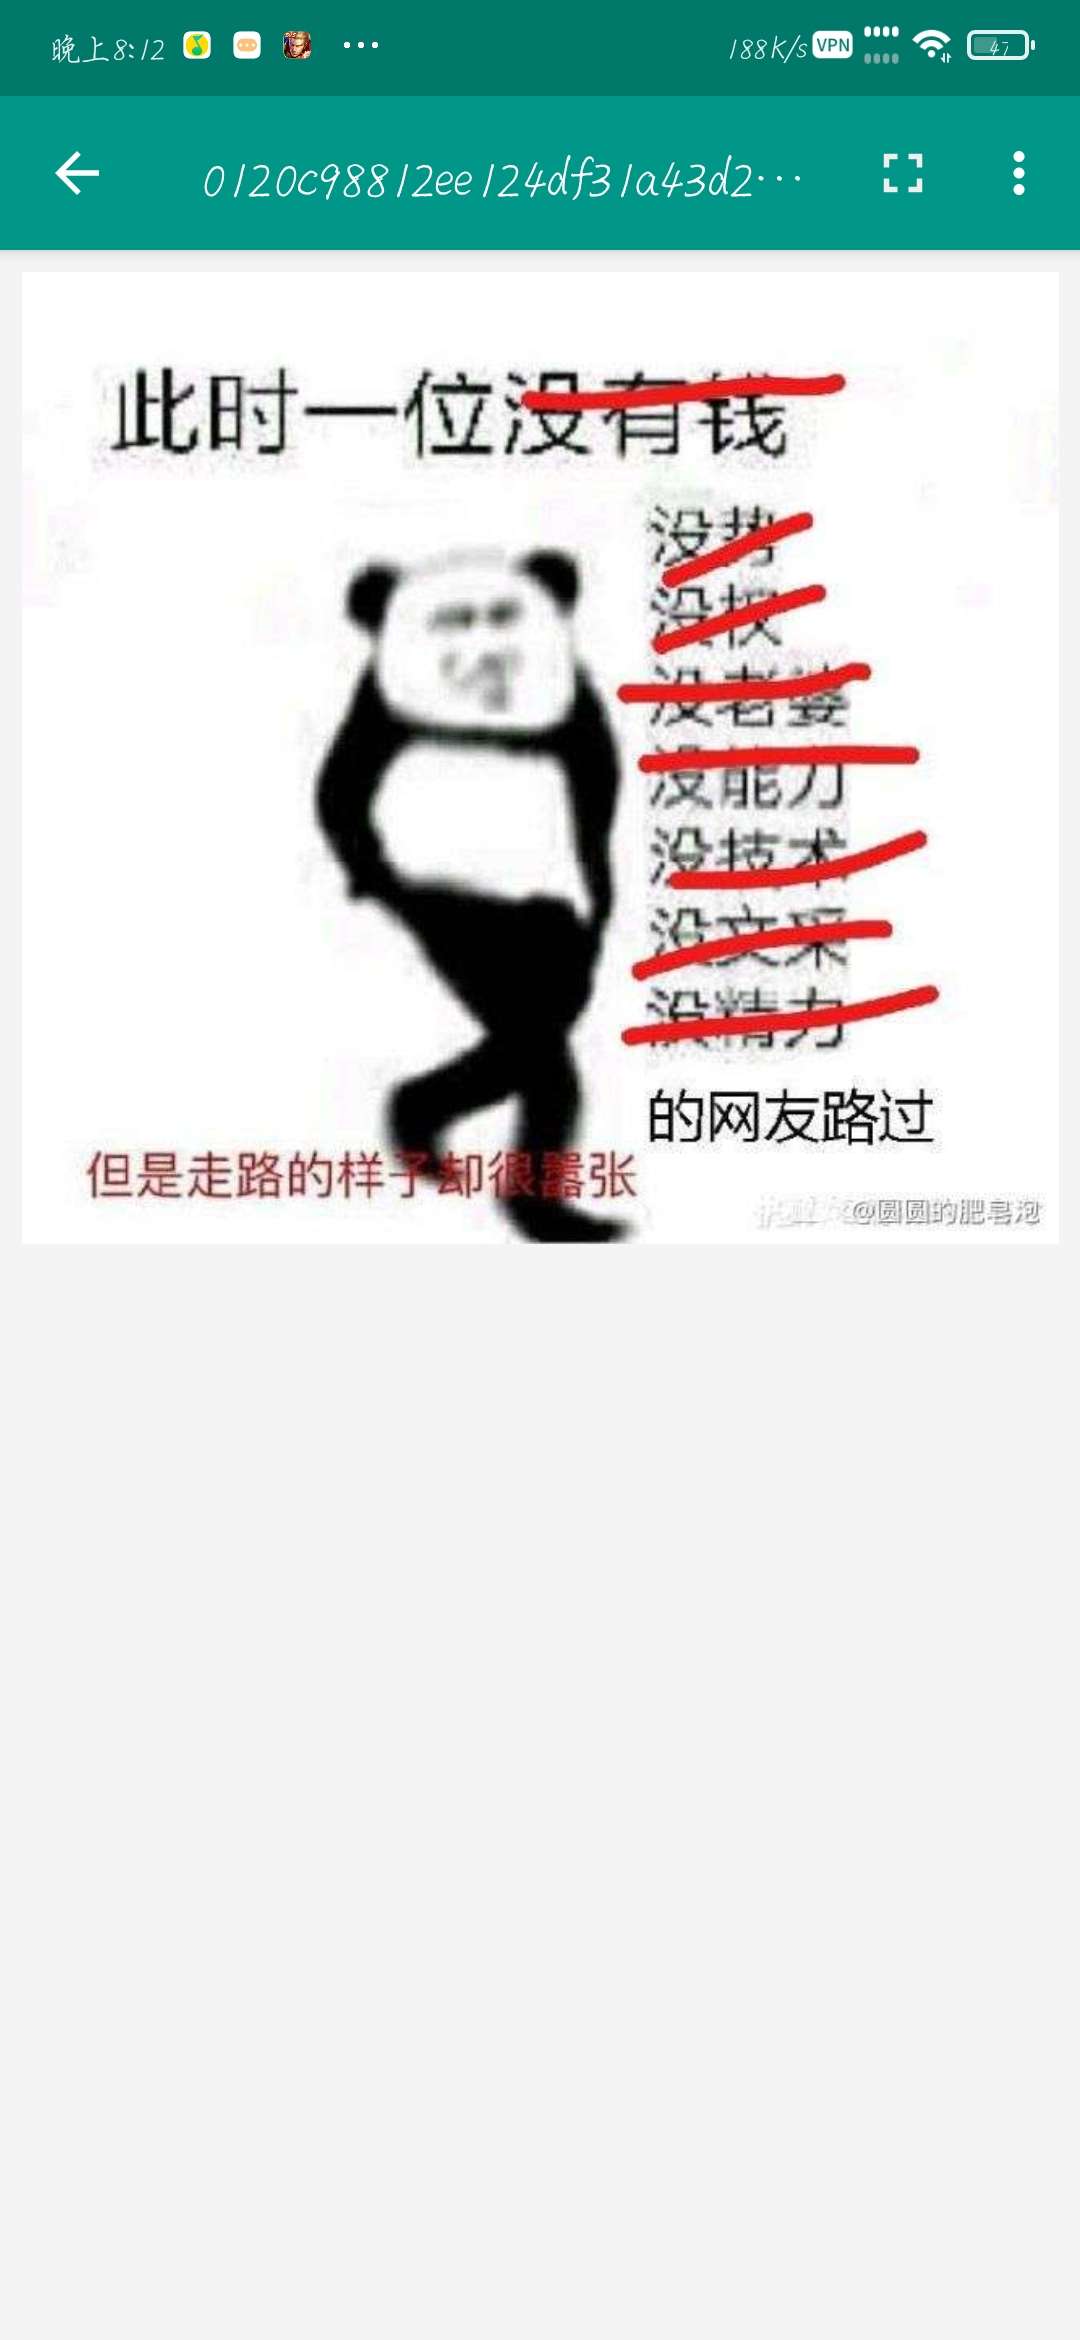 晚上8:12
188K/s VPN 47
0120c98812ee124df31a43d2···
此时一位没有钱
没势
没权
没老婆
没能力
没技术
没文采
没精力
的网友路过
但是走路的样子却很嚣张
@圆圆的肥皂泡